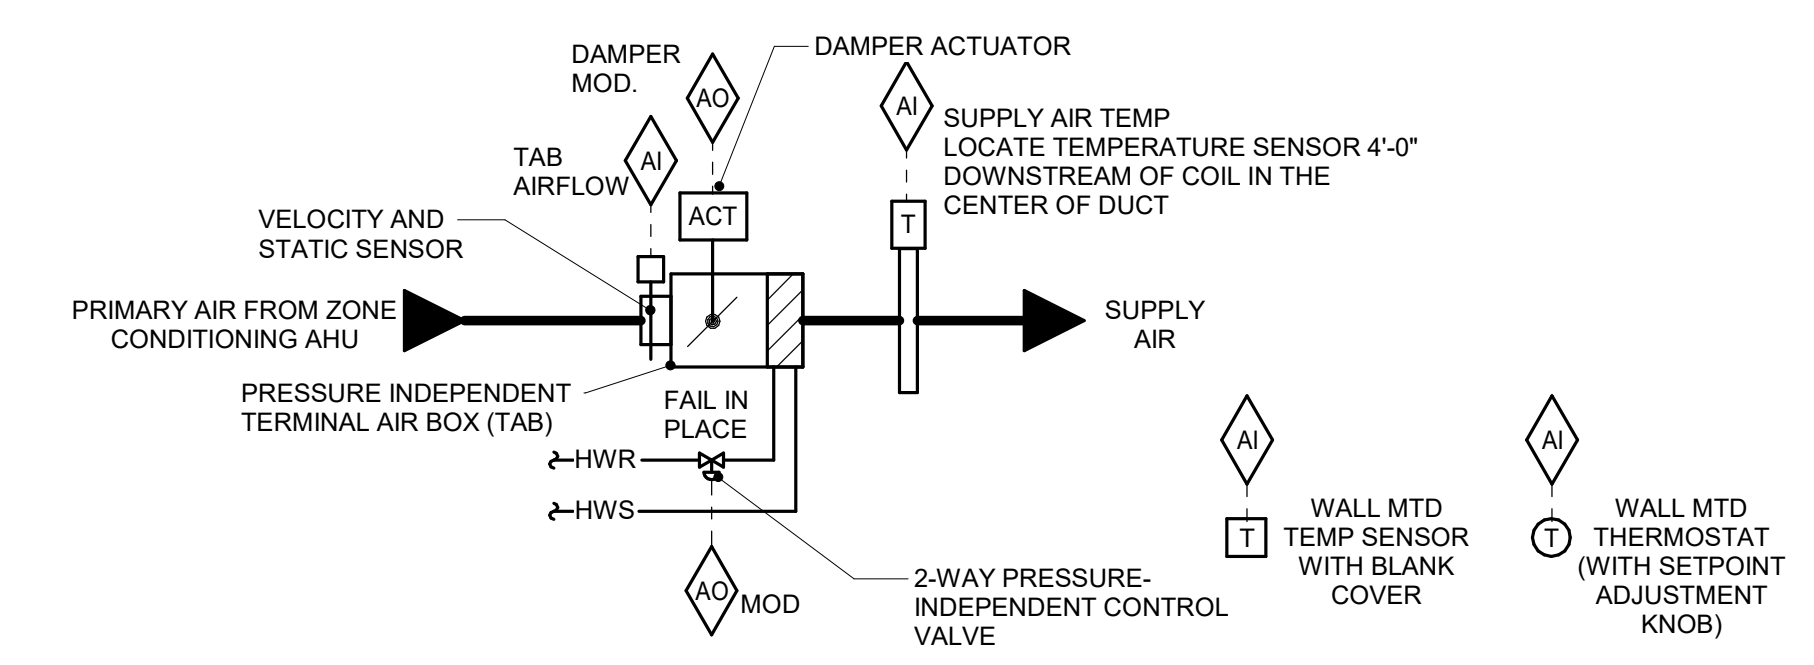 DAMPER
MOD.
AO
DAMPER ACTUATOR
AI
SUPPLY AIR TEMP
LOCATE TEMPERATURE SENSOR 4'-0"
DOWNSTREAM OF COIL IN THE
CENTER OF DUCT
TAB
AIRFLOW
AI
ACT
T
VELOCITY AND
STATIC SENSOR
PRIMARY AIR FROM ZONE
CONDITIONING AHU
SUPPLY
AIR
PRESSURE INDEPENDENT
TERMINAL AIR BOX (TAB)
FAIL IN
PLACE
HWR
HWS
AO
MOD
2-WAY PRESSURE-
INDEPENDENT CONTROL
VALVE
AI
T
WALL MTD
TEMP SENSOR
WITH BLANK
COVER
AI
T
WALL MTD
THERMOSTAT
(WITH SETPOINT
ADJUSTMENT
KNOB)